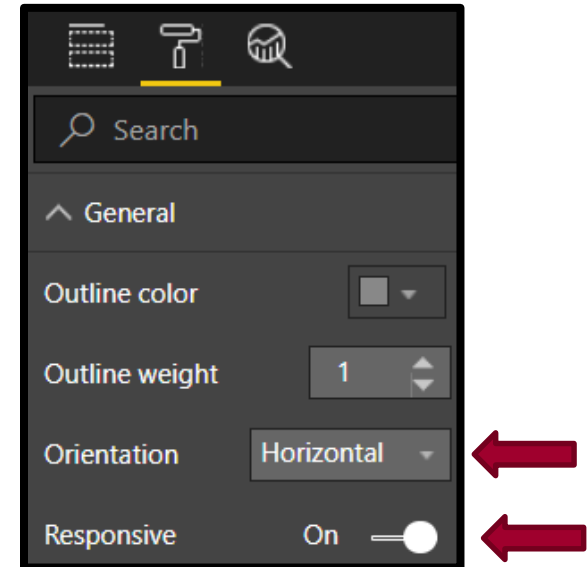 Search
General
Outline color
Outline weight 1
Orientation Horizontal
Responsive On